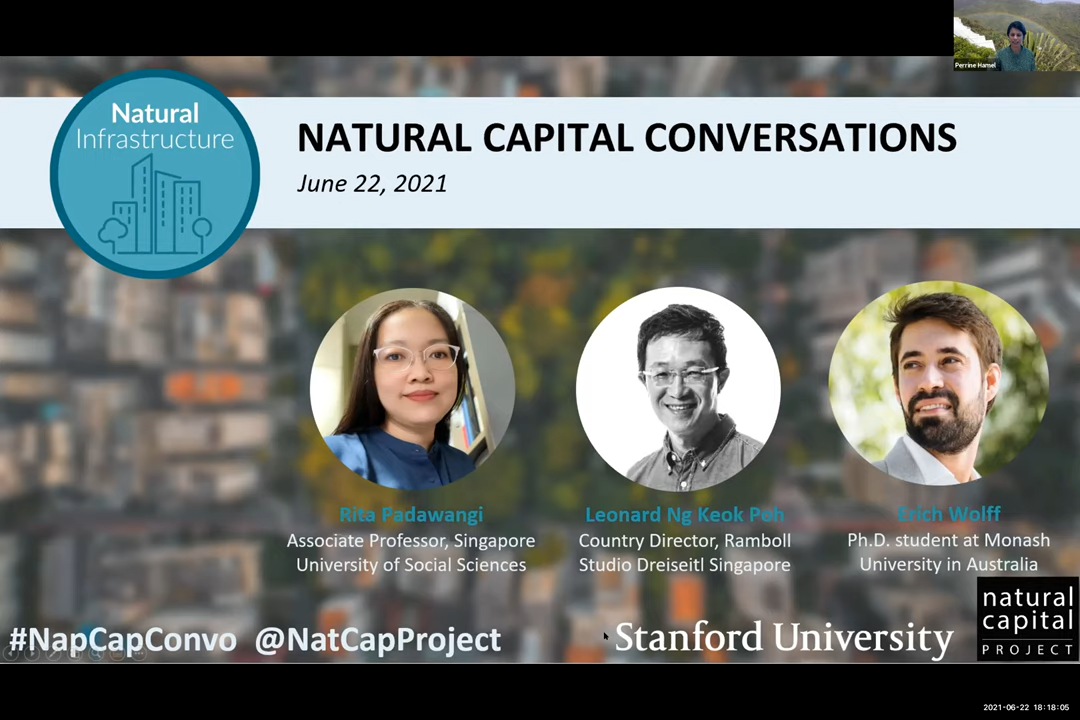 Perrine Hamel
Natural
Infrastructure
NATURAL CAPITAL CONVERSATIONS
June 22, 2021
Rita Padawangi
Associate Professor, Singapore
University of Social Sciences
Leonard Ng Keok Poh
Country Director, Ramboll
Studio Dreiseitl Singapore
Erich Wolff
Ph.D. student at Monash
University in Australia
#NapCapConvo @NatCapProject
Stanford University
natural
capital
PROJECT
2021-06-22 18:18:05